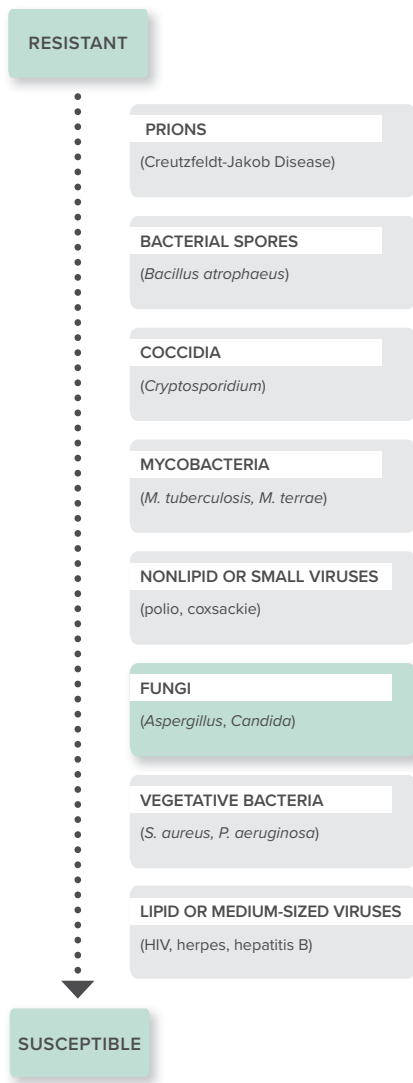 RESISTANT
PRIONS
(Creutzfeldt-Jakob Disease)
BACTERIAL SPORES
(Bacillus atrophaeus)
COCCIDIA
(Cryptosporidium)
MYCOBACTERIA
(M. tuberculosis, M. terrae)
NONLIPID OR SMALL VIRUSES
(polio, coxsackie)
FUNGI
(Aspergillus, Candida)
VEGETATIVE BACTERIA
(S. aureus, P. aeruginosa)
LIPID OR MEDIUM-SIZED VIRUSES
(HIV, herpes, hepatitis B)
SUSCEPTIBLE